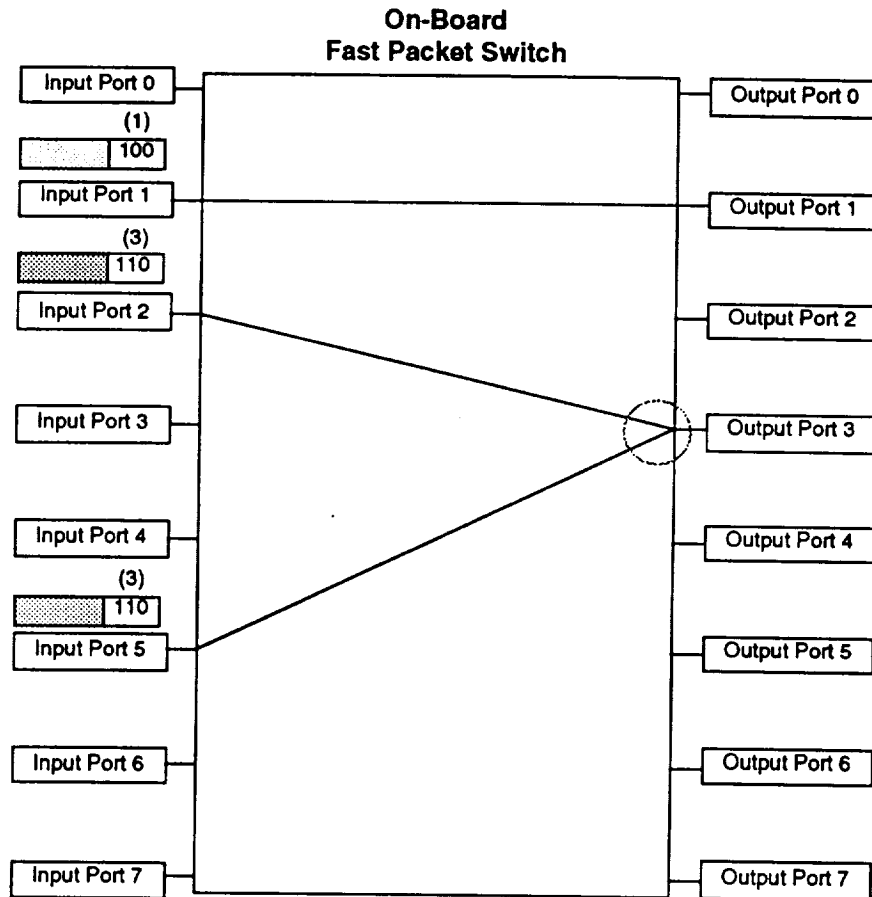 On-Board
Fast Packet Switch
Input Port 0
Output Port 0
(1)
100
Input Port 1
Output Port 1
(3)
110
Input Port 2
Output Port 2
Input Port 3
Output Port 3
Input Port 4
Output Port 4
(3)
110
Input Port 5
Output Port 5
Input Port 6
Output Port 6
Input Port 7
Output Port 7